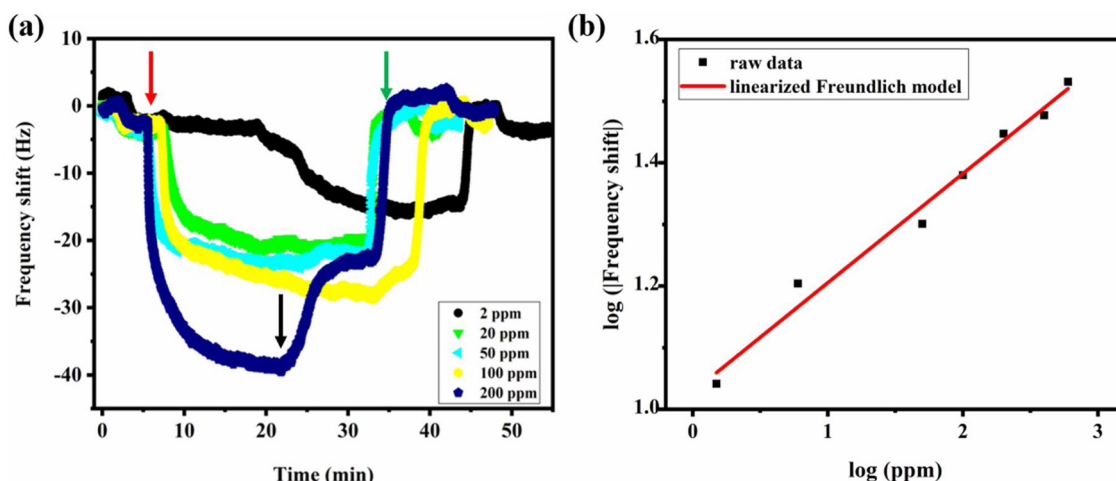 (a)
10
0
-10
-20
-30
-40
Frequency shift (Hz)
0 10 20 30 40 50
Time (min)
2 ppm
20 ppm
50 ppm
100 ppm
200 ppm
(b)
1.6
1.4
1.2
1.0
log (|Frequency shift|)
0 1 2 3
log (ppm)
raw data
linearized Freundlich model